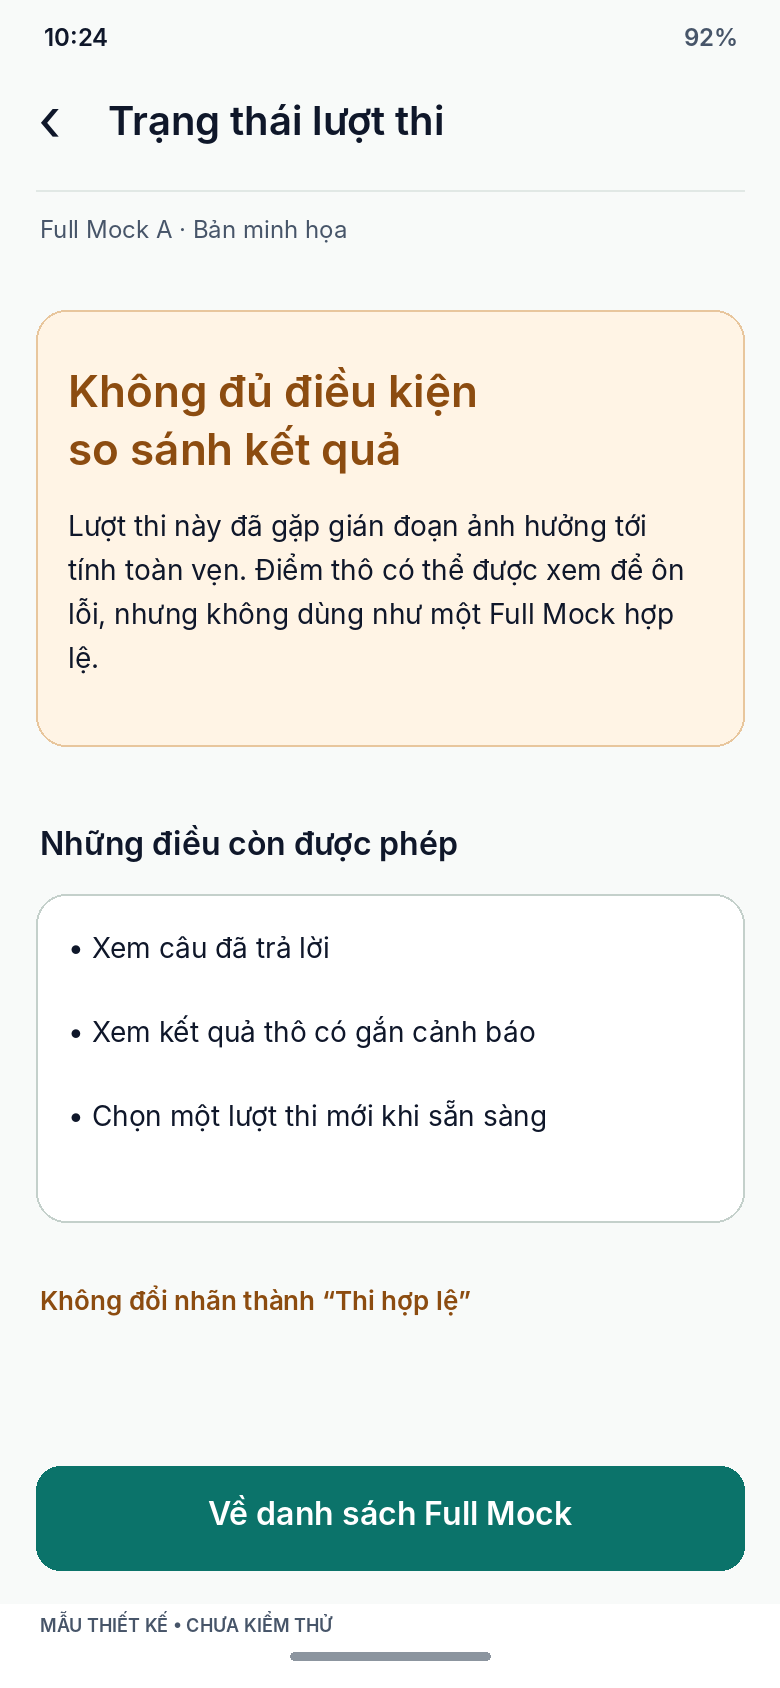 10:24
92%
‹ Trạng thái lượt thi
Full Mock A · Bản minh họa
Không đủ điều kiện
so sánh kết quả
Lượt thi này đã gặp gián đoạn ảnh hưởng tới
tính toàn vẹn. Điểm thô có thể được xem để ôn
lỗi, nhưng không dùng như một Full Mock hợp
lệ.
Những điều còn được phép
• Xem câu đã trả lời
• Xem kết quả thô có gắn cảnh báo
• Chọn một lượt thi mới khi sẵn sàng
Không đổi nhãn thành “Thi hợp lệ”
Về danh sách Full Mock
MẪU THIẾT KẾ • CHƯA KIỂM THỬ